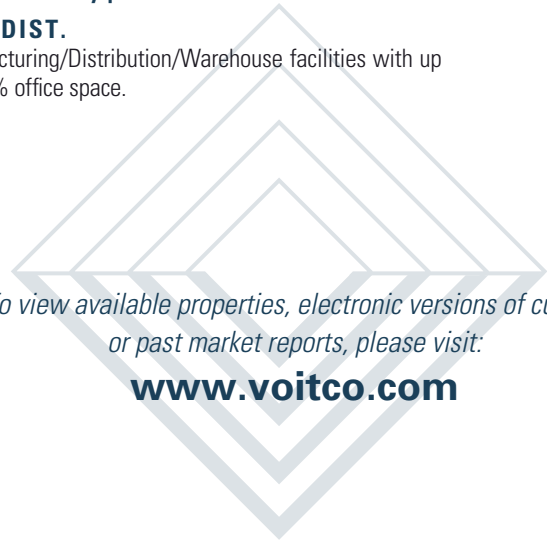 DIST.
cturing/Distribution/Warehouse facilities with up
% office space.
o view available properties, electronic versions of cu
or past market reports, please visit:
www.voitco.com